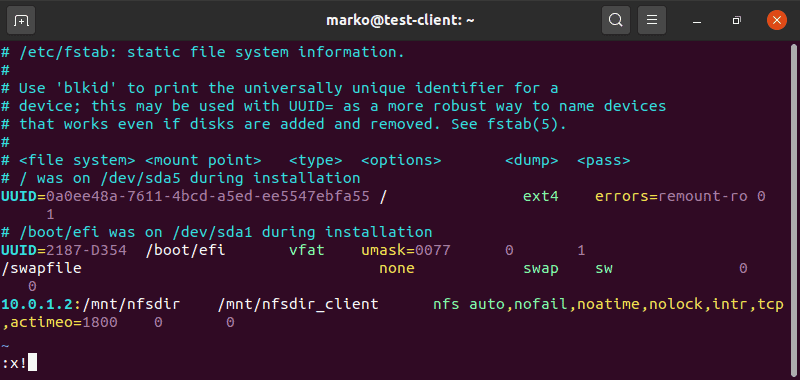 marko@test-client: ~
# /etc/fstab: static file system information.
#
# Use 'blkid' to print the universally unique identifier for a
# device; this may be used with UUID= as a more robust way to name devices
# that works even if disks are added and removed. See fstab(5).
#
# <file system> <mount point>   <type>  <options>       <dump>  <pass>
# / was on /dev/sda5 during installation
UUID=0a0ee48a-7611-4bcd-a5ed-ee5547ebfa55 /               ext4    errors=remount-ro 0
1
# /boot/efi was on /dev/sda1 during installation
UUID=2187-D354  /boot/efi       vfat    umask=0077      0       1
/swapfile                                 none            swap    sw              0
0
10.0.1.2:/mnt/nfsdir    /mnt/nfsdir_client      nfs auto,nofail,noatime,nolock,intr,tcp
,actimeo=1800    0       0
~
:x!